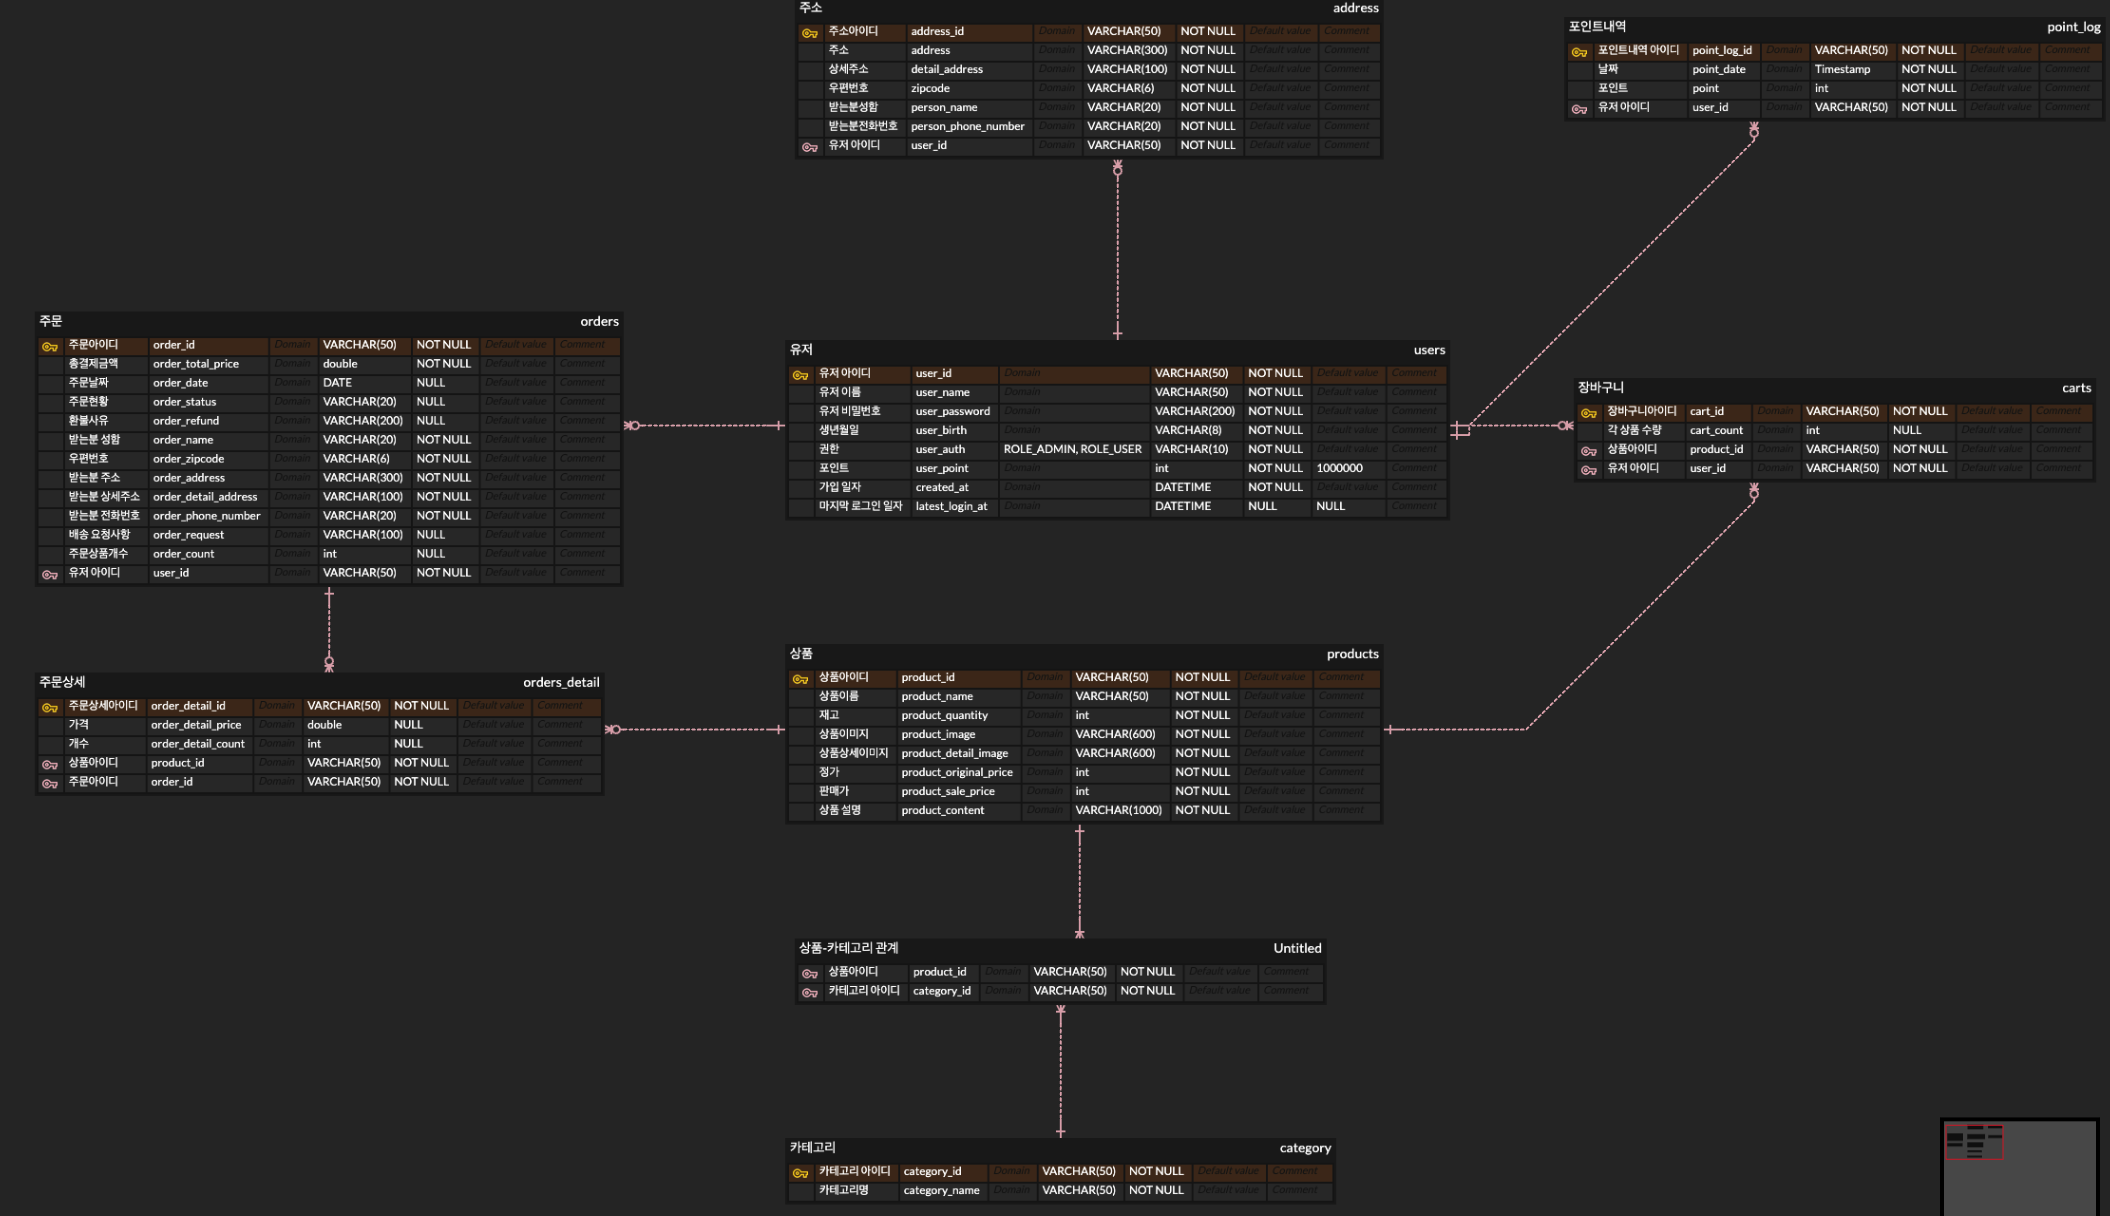 주소 address
주소아이디 address_id Domain VARCHAR(50) NOT NULL Default value Comment
주소 address Domain VARCHAR(300) NOT NULL Default value Comment
상세주소 detail_address Domain VARCHAR(100) NOT NULL Default value Comment
우편번호 zipcode Domain VARCHAR(6) NOT NULL Default value Comment
받는분성함 person_name Domain VARCHAR(20) NOT NULL Default value Comment
받는분전화번호 person_phone_number Domain VARCHAR(20) NOT NULL Default value Comment
유저 아이디 user_id Domain VARCHAR(50) NOT NULL Default value Comment
포인트내역 point_log
포인트내역 아이디 point_log_id Domain VARCHAR(50) NOT NULL Default value Comment
날짜 point_date Domain Timestamp NOT NULL Default value Comment
포인트 point Domain int NOT NULL Default value Comment
유저 아이디 user_id Domain VARCHAR(50) NOT NULL Default value Comment
주문 orders
주문아이디 order_id Domain VARCHAR(50) NOT NULL Default value Comment
총결제금액 order_total_price Domain double NOT NULL Default value Comment
주문날짜 order_date Domain DATE NULL Default value Comment
주문현황 order_status Domain VARCHAR(20) NULL Default value Comment
환불사유 order_refund Domain VARCHAR(200) NULL Default value Comment
받는분 성함 order_name Domain VARCHAR(20) NOT NULL Default value Comment
우편번호 order_zipcode Domain VARCHAR(6) NOT NULL Default value Comment
받는분 주소 order_address Domain VARCHAR(300) NOT NULL Default value Comment
받는분 상세주소 order_detail_address Domain VARCHAR(100) NOT NULL Default value Comment
받는분 전화번호 order_phone_number Domain VARCHAR(20) NOT NULL Default value Comment
배송 요청사항 order_request Domain VARCHAR(100) NULL Default value Comment
주문상품개수 order_count Domain int NULL Default value Comment
유저 아이디 user_id Domain VARCHAR(50) NOT NULL Default value Comment
유저 users
유저 아이디 user_id Domain VARCHAR(50) NOT NULL Default value Comment
유저 이름 user_name Domain VARCHAR(50) NOT NULL Default value Comment
유저 비밀번호 user_password Domain VARCHAR(200) NOT NULL Default value Comment
생년월일 user_birth Domain VARCHAR(8) NOT NULL Default value Comment
권한 user_auth ROLE_ADMIN, ROLE_USER VARCHAR(10) NOT NULL Default value Comment
포인트 user_point Domain int NOT NULL 1000000 Comment
가입 일자 created_at Domain DATETIME NOT NULL Default value Comment
마지막 로그인 일자 latest_login_at Domain DATETIME NULL NULL Comment
장바구니 carts
장바구니아이디 cart_id Domain VARCHAR(50) NOT NULL Default value Comment
각 상품 수량 cart_count Domain int NULL Default value Comment
상품아이디 product_id Domain VARCHAR(50) NOT NULL Default value Comment
유저 아이디 user_id Domain VARCHAR(50) NOT NULL Default value Comment
주문상세 orders_detail
주문상세아이디 order_detail_id Domain VARCHAR(50) NOT NULL Default value Comment
가격 order_detail_price Domain double NULL Default value Comment
개수 order_detail_count Domain int NULL Default value Comment
상품아이디 product_id Domain VARCHAR(50) NOT NULL Default value Comment
주문아이디 order_id Domain VARCHAR(50) NOT NULL Default value Comment
상품 products
상품아이디 product_id Domain VARCHAR(50) NOT NULL Default value Comment
상품이름 product_name Domain VARCHAR(50) NOT NULL Default value Comment
재고 product_quantity Domain int NOT NULL Default value Comment
상품이미지 product_image Domain VARCHAR(600) NOT NULL Default value Comment
상품상세이미지 product_detail_image Domain VARCHAR(600) NOT NULL Default value Comment
정가 product_original_price Domain int NOT NULL Default value Comment
판매가 product_sale_price Domain int NOT NULL Default value Comment
상품 설명 product_content Domain VARCHAR(1000) NOT NULL Default value Comment
상품-카테고리 관계 Untitled
상품아이디 product_id Domain VARCHAR(50) NOT NULL Default value Comment
카테고리 아이디 category_id Domain VARCHAR(50) NOT NULL Default value Comment
카테고리 category
카테고리 아이디 category_id Domain VARCHAR(50) NOT NULL Default value Comment
카테고리명 category_name Domain VARCHAR(50) NOT NULL Default value Comment